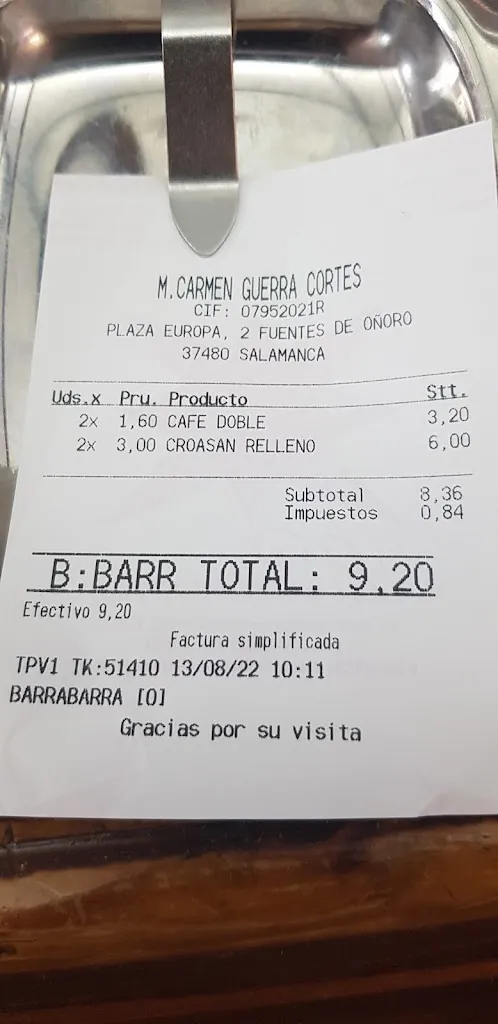 M.CARMEN GUERRA CORTES
CIF: 07952021R
PLAZA EUROPA, 2 FUENTES DE OÑORO
37480 SALAMANCA
Uds.x Pru. Producto Stt.
2x 1,60 CAFE DOBLE 3,20
2x 3,00 CROASAN RELLENO 6,00
Subtotal 8,36
Impuestos 0,84
B:BARR TOTAL: 9,20
Efectivo 9,20
Factura simplificada
TPV1 TK:51410 13/08/22 10:11
BARRABARRA [0]
Gracias por su visita